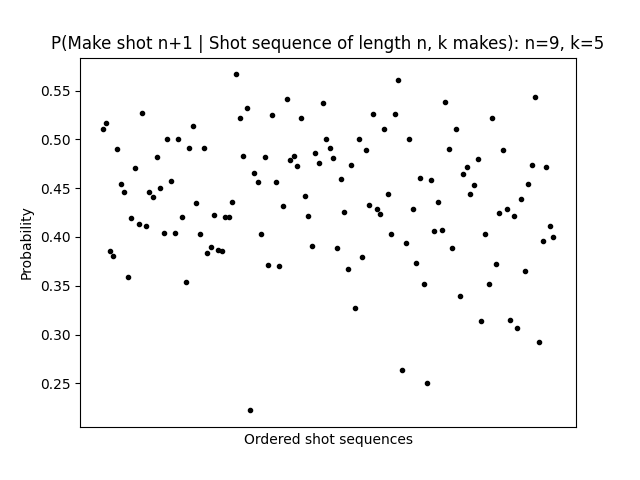 P(Make shot n+1 | Shot sequence of length n, k makes): n=9, k=5
0.55
0.50
0.45
0.40
0.35
0.30
0.25
Probability
Ordered shot sequences